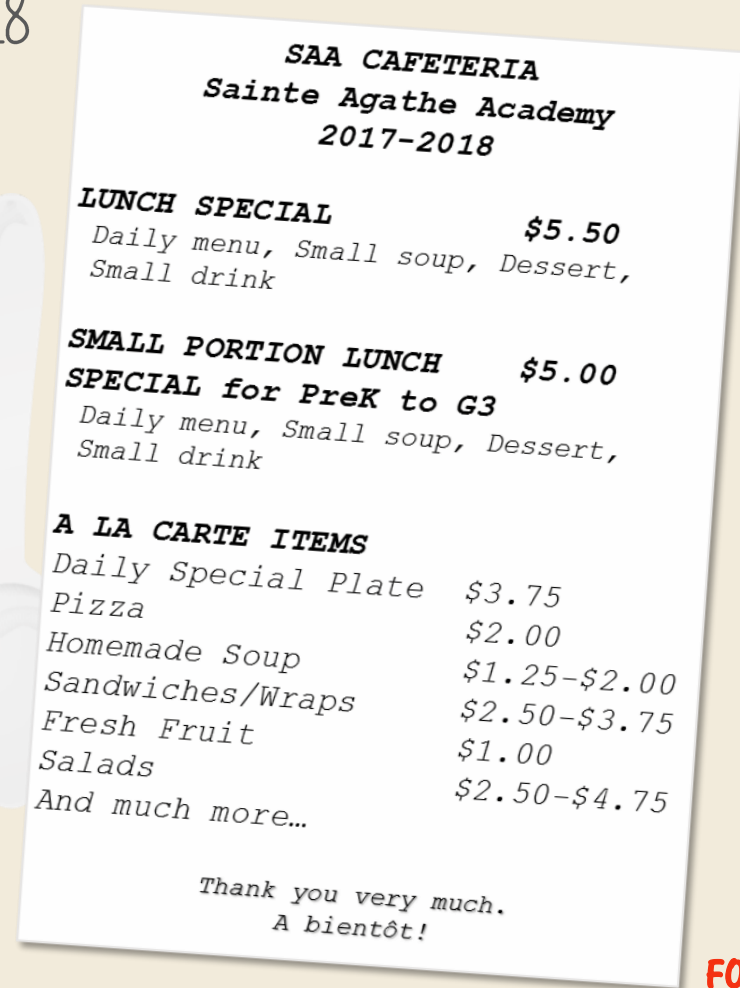 SAA CAFETERIA
Sainte Agathe Academy
2017-2018
LUNCH SPECIAL $5.50
Daily menu, Small soup, Dessert,
Small drink
SMALL PORTION LUNCH $5.00
SPECIAL for PreK to G3
Daily menu, Small soup, Dessert,
Small drink
A LA CARTE ITEMS
Daily Special Plate $3.75
Pizza $2.00
Homemade Soup $1.25-$2.00
Sandwiches/Wraps $2.50-$3.75
Fresh Fruit $1.00
Salads $2.50-$4.75
And much more…
Thank you very much.
A bientôt!